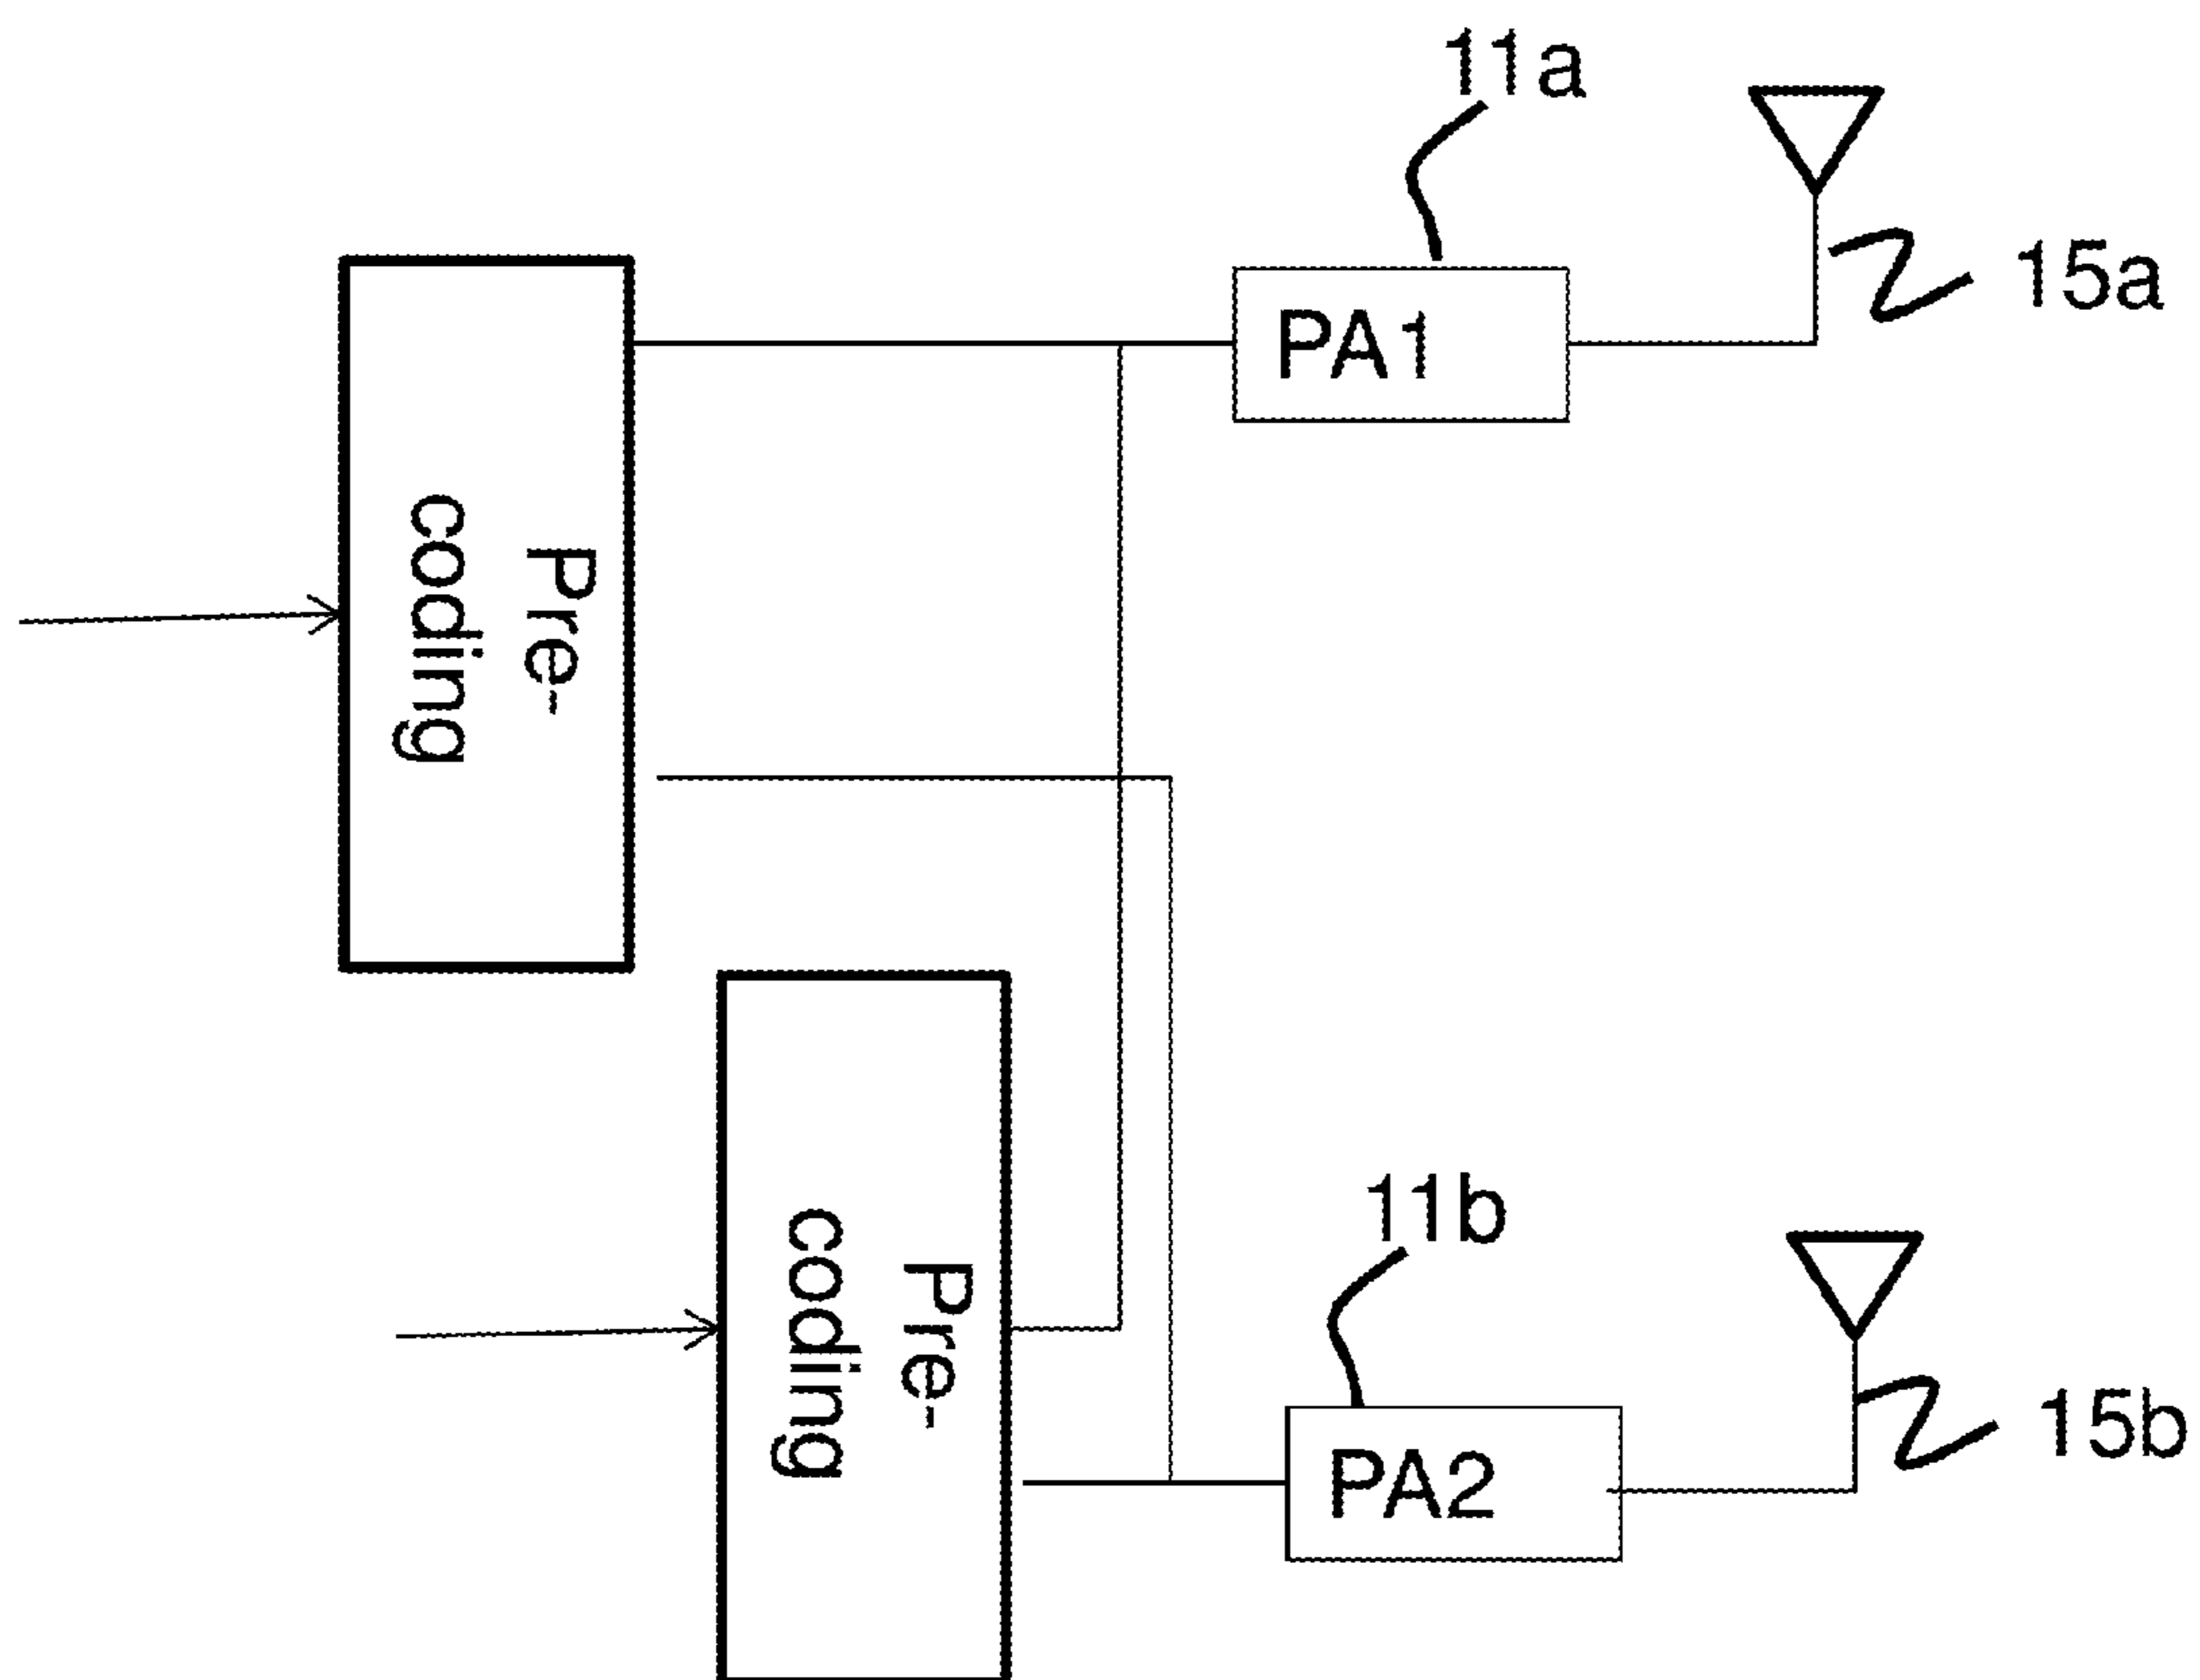 11a
15a
PA1
Pre-
coding
11b
Pre-
coding
15b
PA2